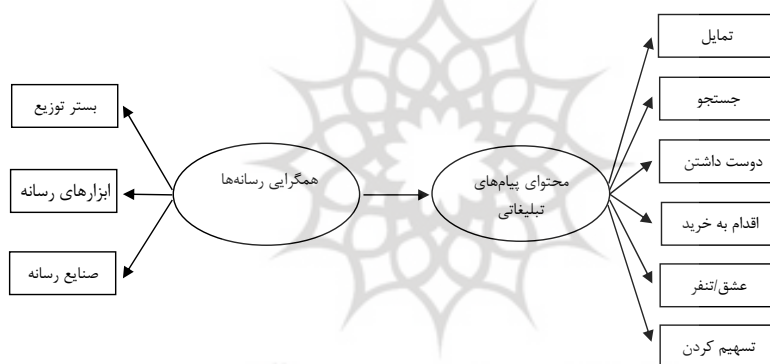 تمایل
جستجو
دوست داشتن
اقدام به خرید
عشق/تنفر
تسهیم کردن
محتوای پیام‌های
تبلیغاتی
همگرایی رسانه‌ها
بستر توزیع
ابزارهای رسانه
صنایع رسانه